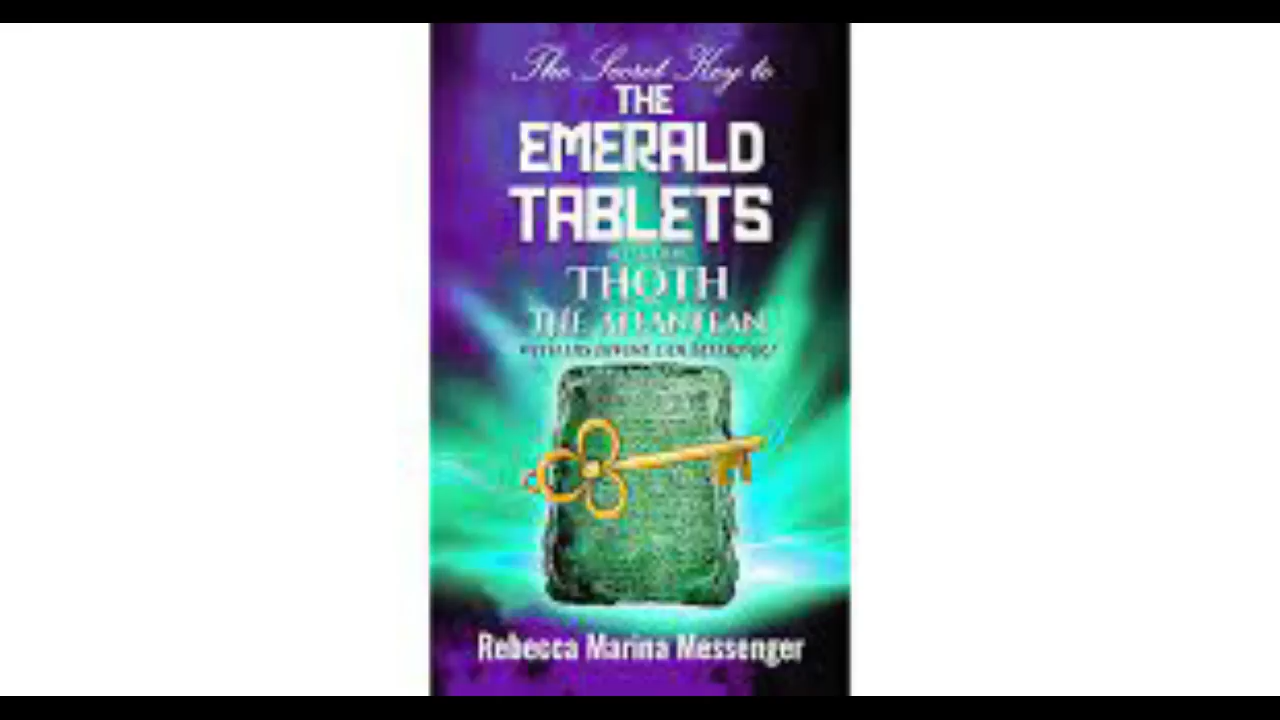 The Secret Key to
THE
EMERALD
TABLETS
THOTH
THE ATLANTEAN
Rebecca Marina Messenger